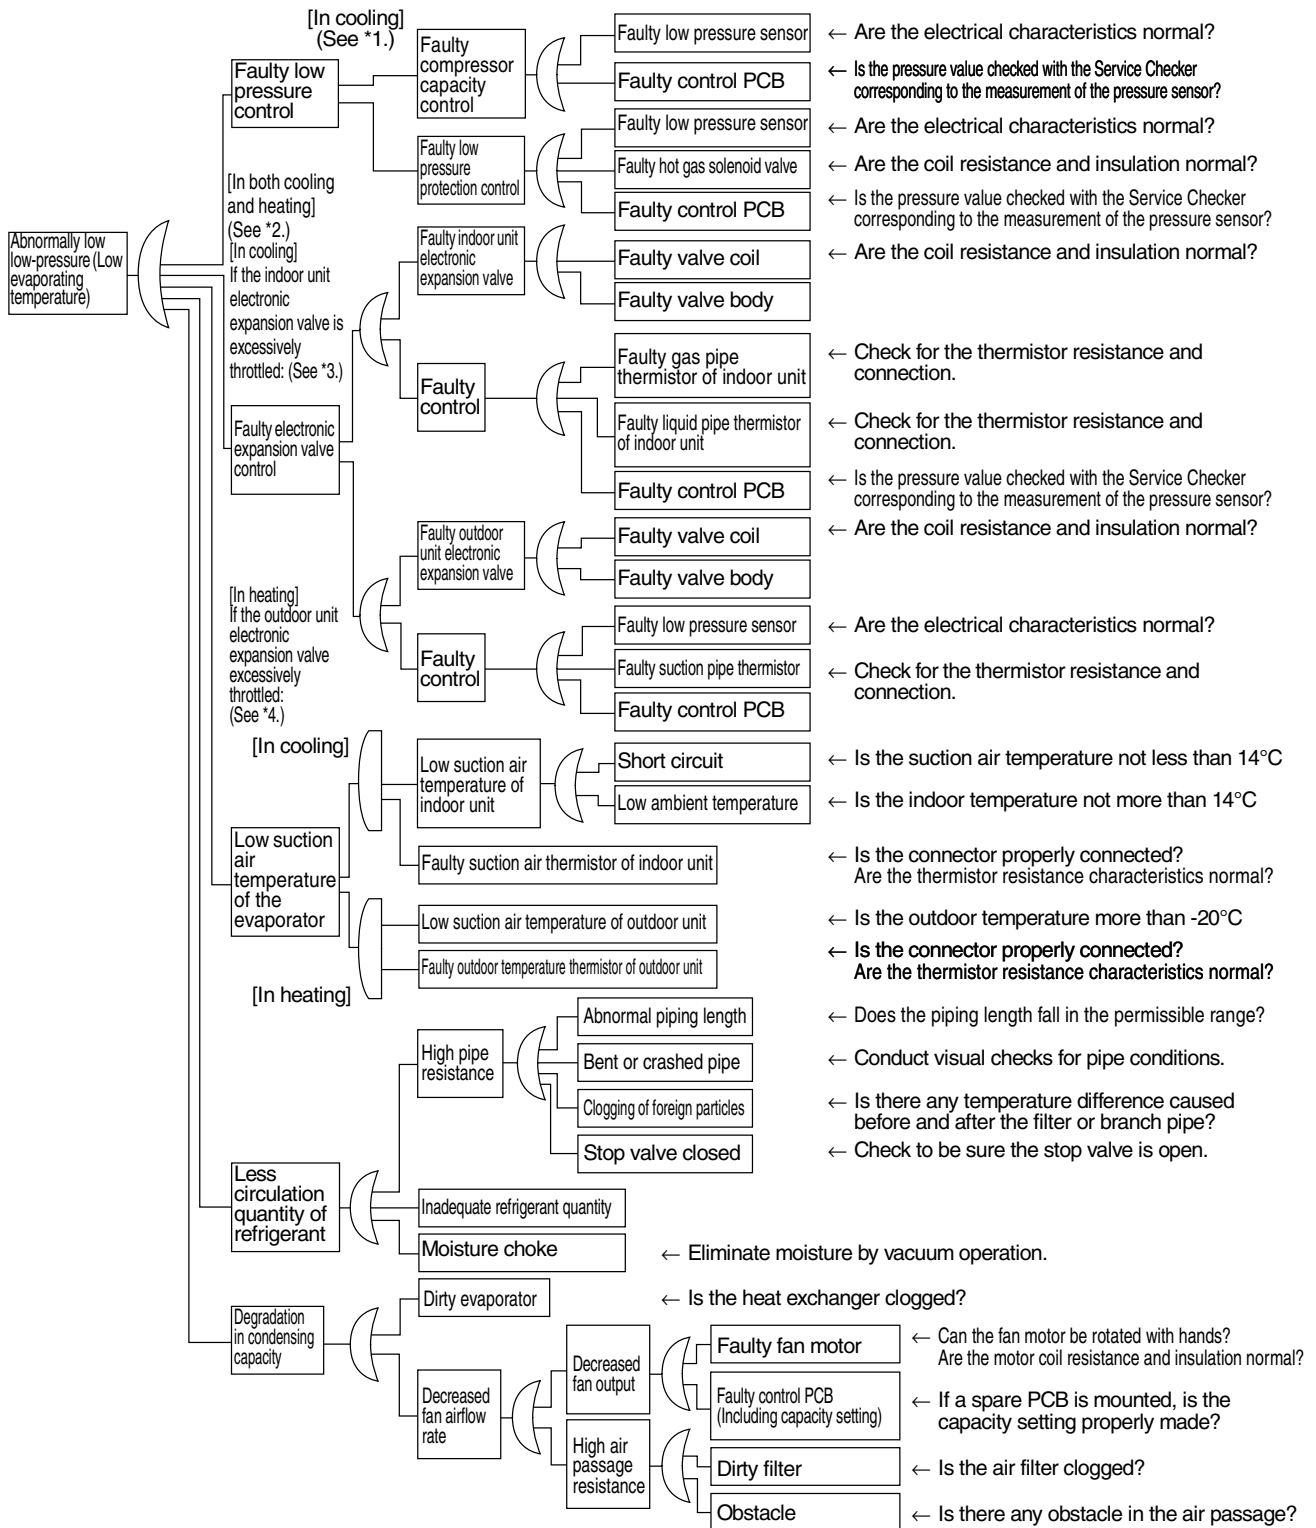 [In cooling]
(See *1.)
Abnormally low
low-pressure (Low
evaporating
temperature)
Faulty low
pressure
control
Faulty
compressor
capacity
control
Faulty low pressure sensor
← Are the electrical characteristics normal?
Faulty control PCB
← Is the pressure value checked with the Service Checker
corresponding to the measurement of the pressure sensor?
Faulty low
pressure
protection control
Faulty low pressure sensor
← Are the electrical characteristics normal?
Faulty hot gas solenoid valve
← Are the coil resistance and insulation normal?
Faulty control PCB
← Is the pressure value checked with the Service Checker
corresponding to the measurement of the pressure sensor?
[In both cooling
and heating]
(See *2.)
[In cooling]
If the indoor unit
electronic
expansion valve is
excessively
throttled: (See *3.)
Faulty electronic
expansion valve
control
Faulty indoor unit
electronic
expansion valve
Faulty valve coil
← Are the coil resistance and insulation normal?
Faulty valve body
Faulty
control
Faulty gas pipe
thermistor of indoor unit
← Check for the thermistor resistance and
connection.
Faulty liquid pipe thermistor
of indoor unit
← Check for the thermistor resistance and
connection.
Faulty control PCB
← Is the pressure value checked with the Service Checker
corresponding to the measurement of the pressure sensor?
[In heating]
If the outdoor unit
electronic
expansion valve
excessively
throttled:
(See *4.)
Faulty outdoor
unit electronic
expansion valve
Faulty valve coil
← Are the coil resistance and insulation normal?
Faulty valve body
Faulty
control
Faulty low pressure sensor
← Are the electrical characteristics normal?
Faulty suction pipe thermistor
← Check for the thermistor resistance and
connection.
Faulty control PCB
[In cooling]
Low suction
air
temperature
of the
evaporator
Low suction air
temperature of
indoor unit
Short circuit
← Is the suction air temperature not less than 14°C
Low ambient temperature
← Is the indoor temperature not more than 14°C
Faulty suction air thermistor of indoor unit
← Is the connector properly connected?
Are the thermistor resistance characteristics normal?
Low suction air temperature of outdoor unit
← Is the outdoor temperature more than -20°C
Faulty outdoor temperature thermistor of outdoor unit
← Is the connector properly connected?
Are the thermistor resistance characteristics normal?
[In heating]
Less
circulation
quantity of
refrigerant
High pipe
resistance
Abnormal piping length
← Does the piping length fall in the permissible range?
Bent or crashed pipe
← Conduct visual checks for pipe conditions.
Clogging of foreign particles
← Is there any temperature difference caused
before and after the filter or branch pipe?
Stop valve closed
← Check to be sure the stop valve is open.
Inadequate refrigerant quantity
Moisture choke
← Eliminate moisture by vacuum operation.
Degradation
in condensing
capacity
Dirty evaporator
← Is the heat exchanger clogged?
Decreased
fan airflow
rate
Decreased
fan output
Faulty fan motor
← Can the fan motor be rotated with hands?
Are the motor coil resistance and insulation normal?
Faulty control PCB
(Including capacity setting)
← If a spare PCB is mounted, is the
capacity setting properly made?
High air
passage
resistance
Dirty filter
← Is the air filter clogged?
Obstacle
← Is there any obstacle in the air passage?